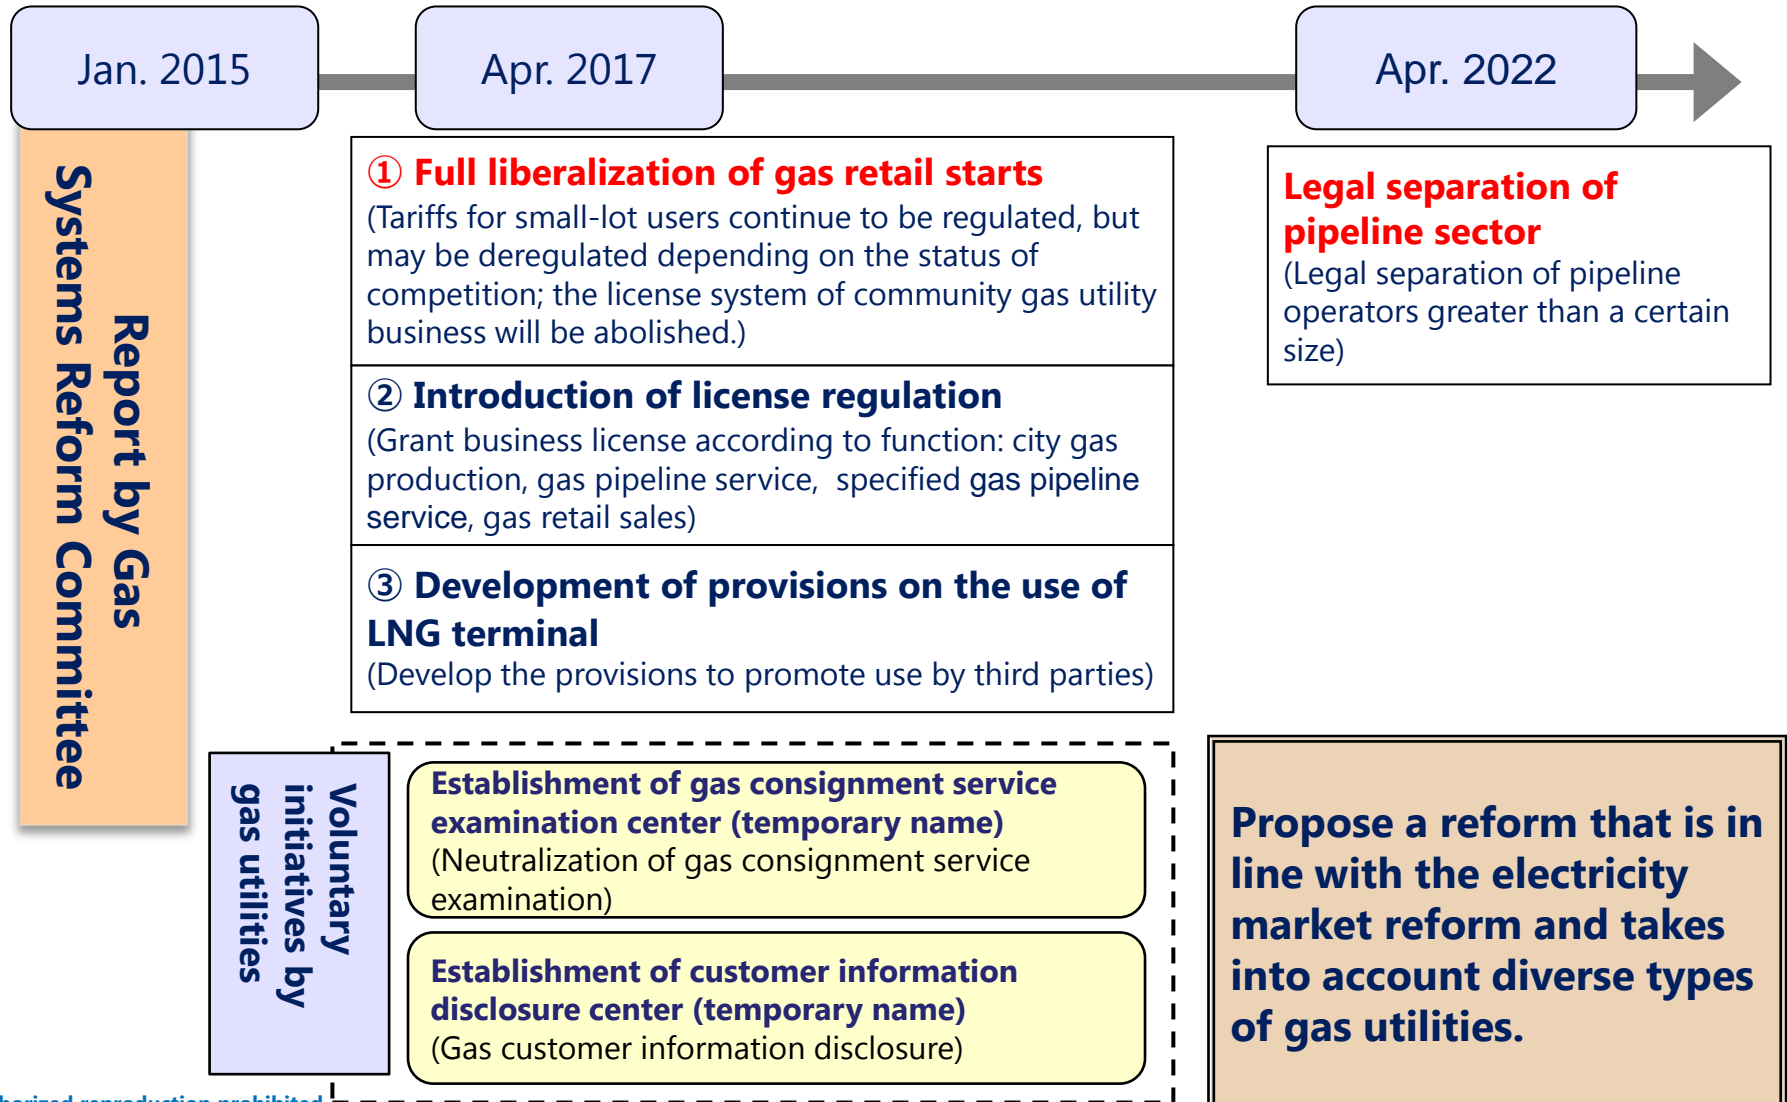 Jan. 2015
Apr. 2017
Apr. 2022
Report by Gas
Systems Reform Committee
① Full liberalization of gas retail starts
(Tariffs for small-lot users continue to be regulated, but
may be deregulated depending on the status of
competition; the license system of community gas utility
business will be abolished.)
② Introduction of license regulation
(Grant business license according to function: city gas
production, gas pipeline service, specified gas pipeline
service, gas retail sales)
③ Development of provisions on the use of
LNG terminal
(Develop the provisions to promote use by third parties)
Legal separation of
pipeline sector
(Legal separation of pipeline
operators greater than a certain
size)
Voluntary
initiatives by
gas utilities
Establishment of gas consignment service
examination center (temporary name)
(Neutralization of gas consignment service
examination)
Establishment of customer information
disclosure center (temporary name)
(Gas customer information disclosure)
Propose a reform that is in
line with the electricity
market reform and takes
into account diverse types
of gas utilities.
reproduction prohibited